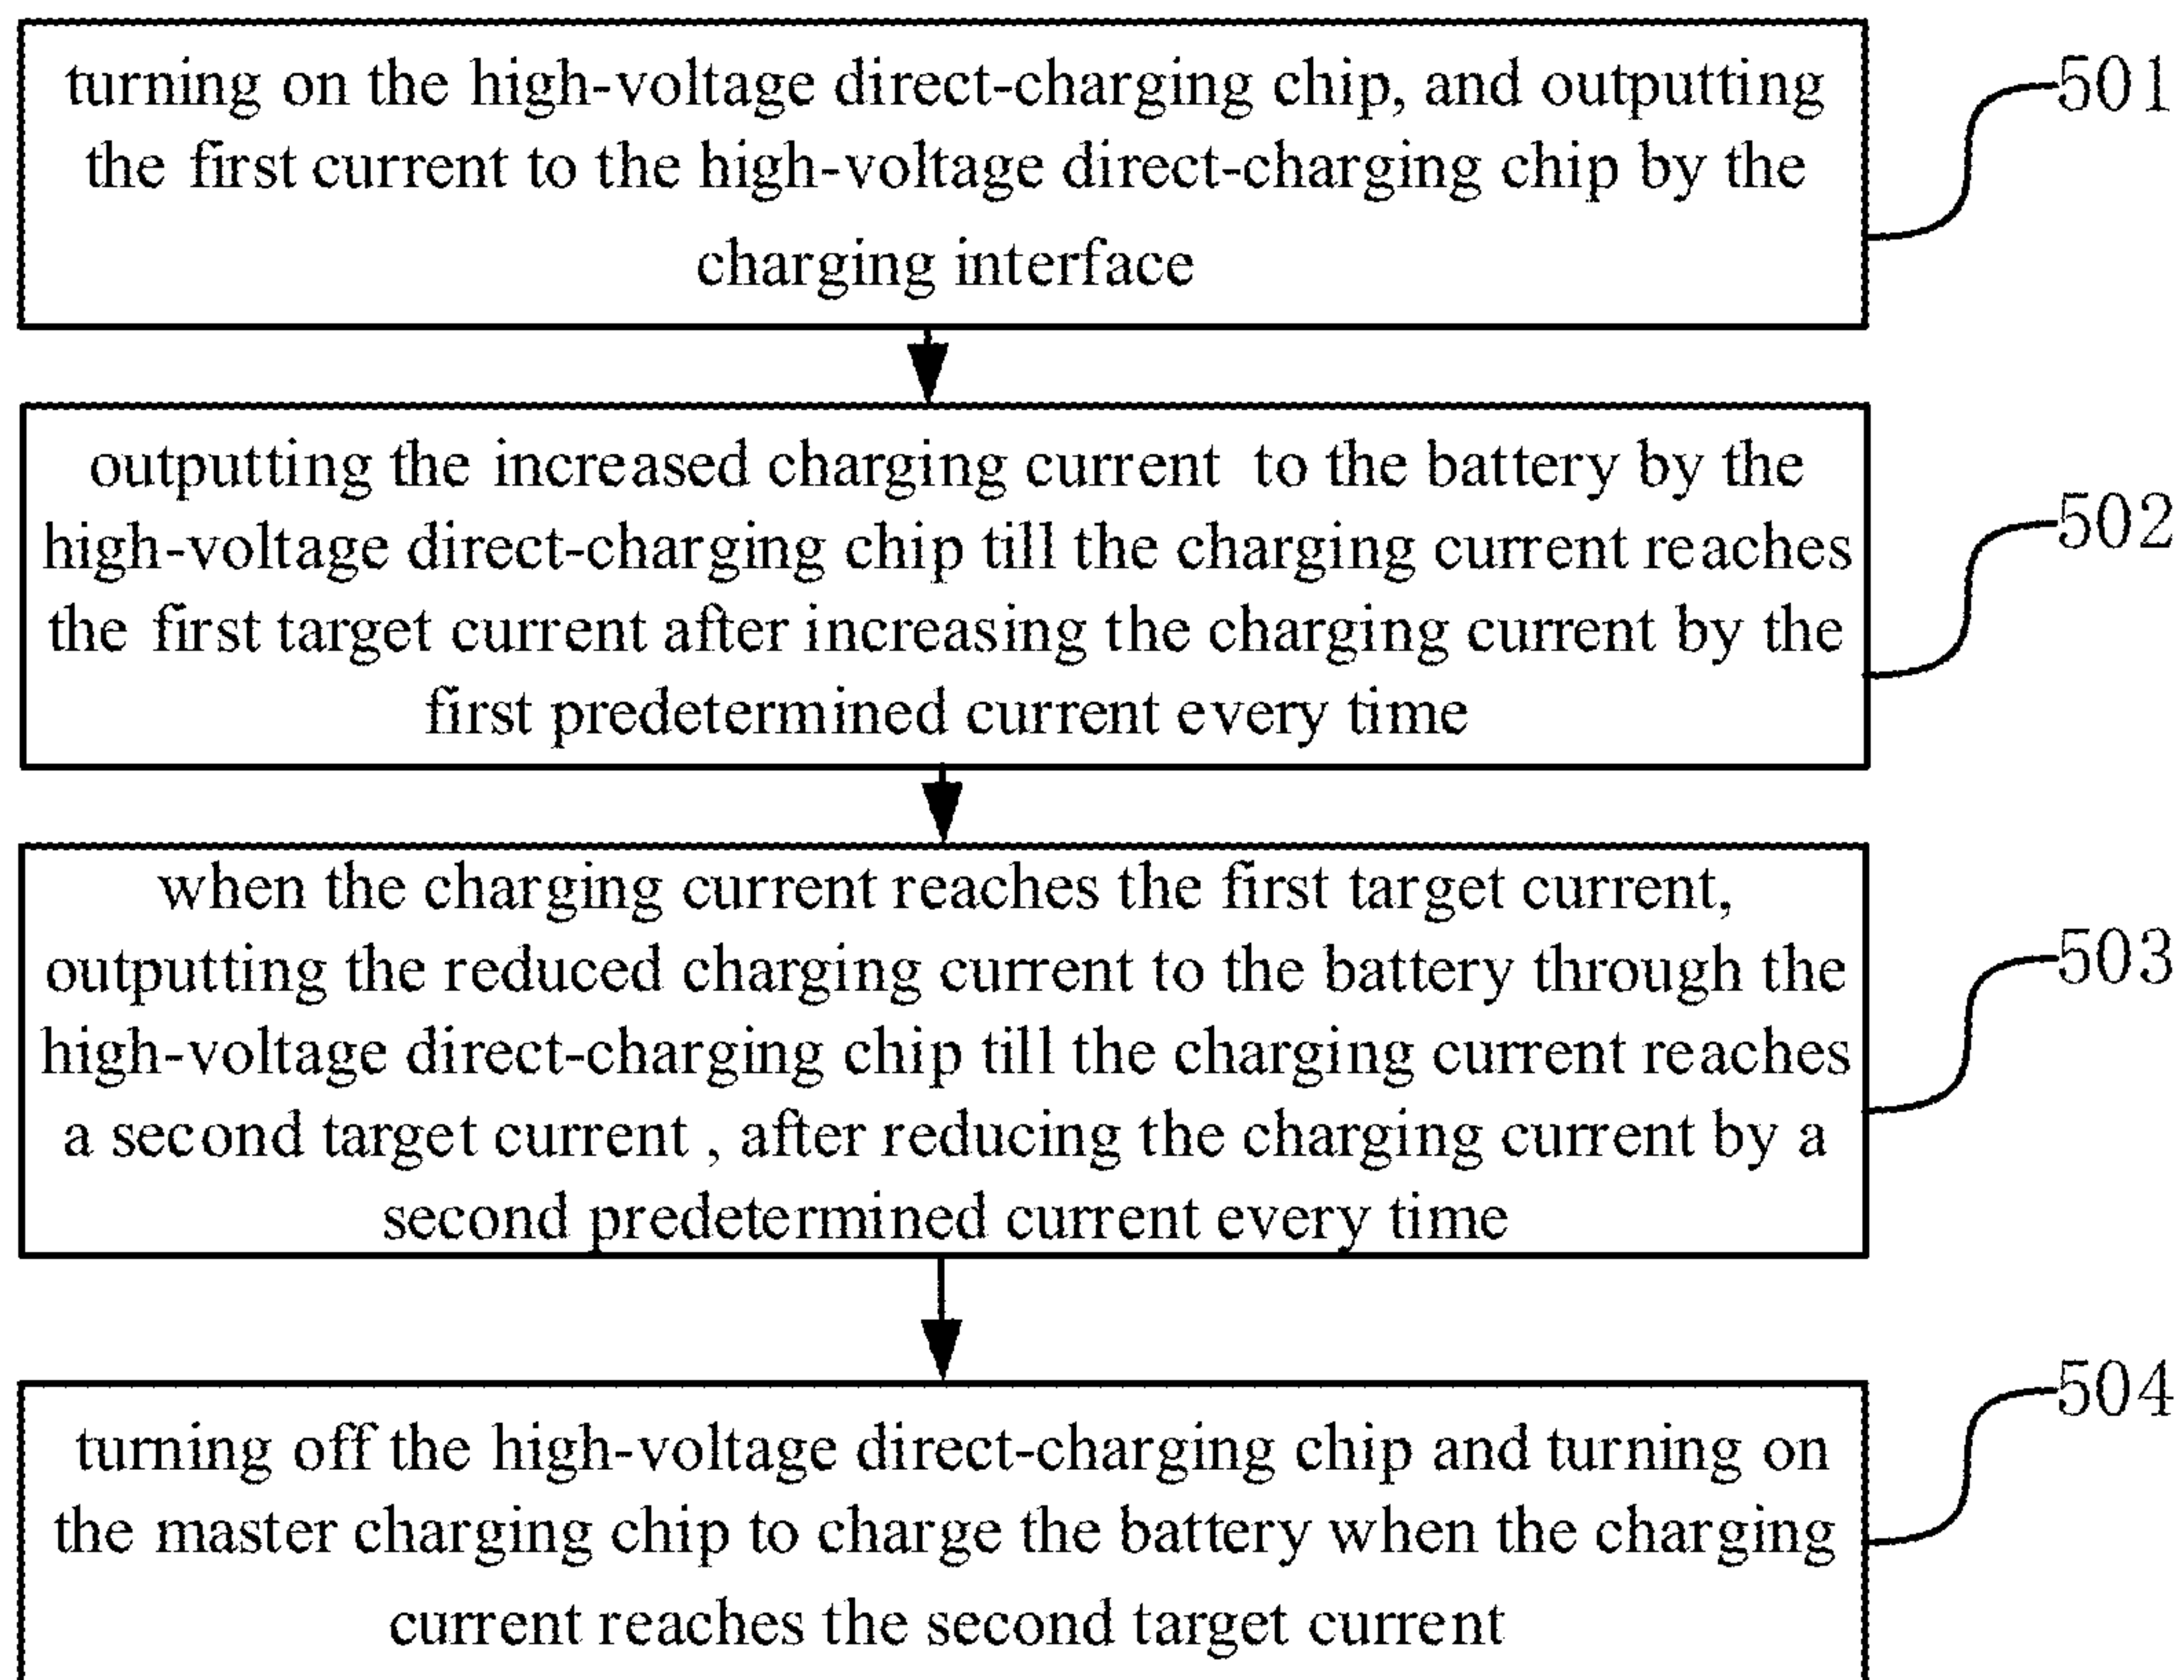 turning on the high-voltage direct-charging chip, and outputting
the first current to the high-voltage direct-charging chip by the
charging interface
501
outputting the increased charging current to the battery by the
high-voltage direct-charging chip till the charging current reaches
the first target current after increasing the charging current by the
first predetermined current every time
502
when the charging current reaches the first target current,
outputting the reduced charging current to the battery through the
high-voltage direct-charging chip till the charging current reaches
a second target current , after reducing the charging current by a
second predetermined current every time
503
turning off the high-voltage direct-charging chip and turning on
the master charging chip to charge the battery when the charging
current reaches the second target current
504